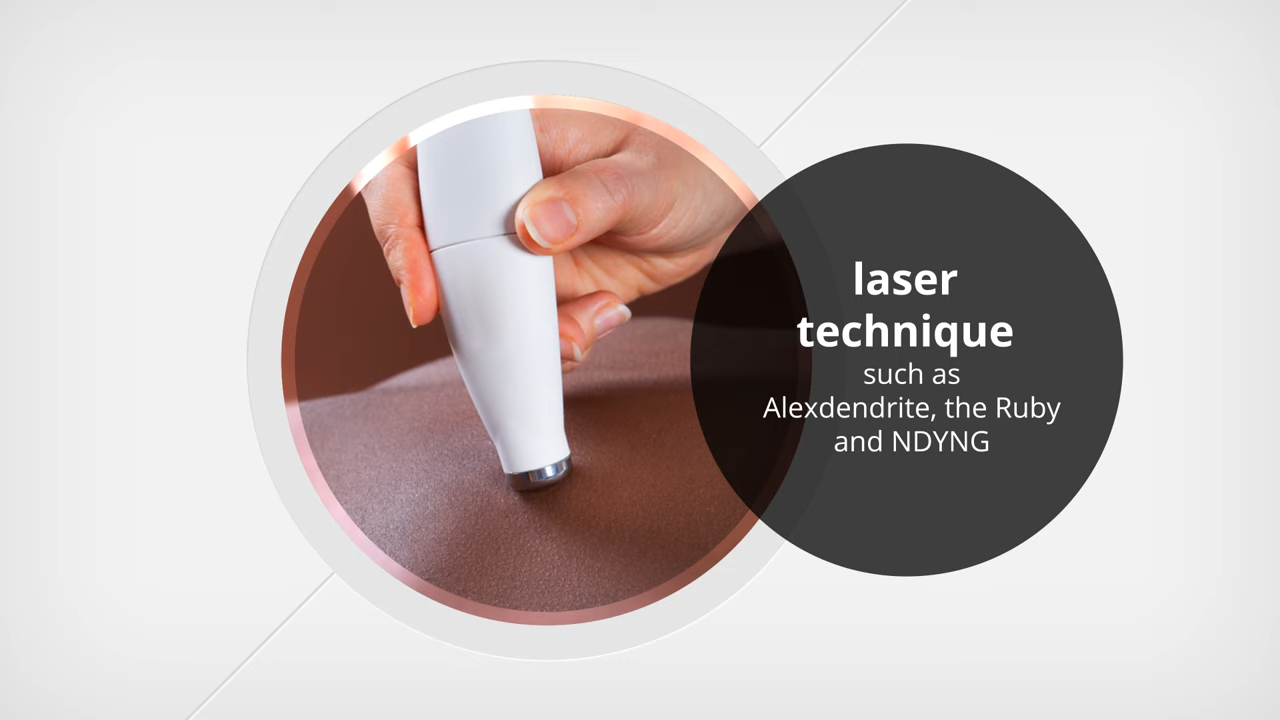 laser
technique
such as
Alexdendrite, the Ruby
and NDYNG